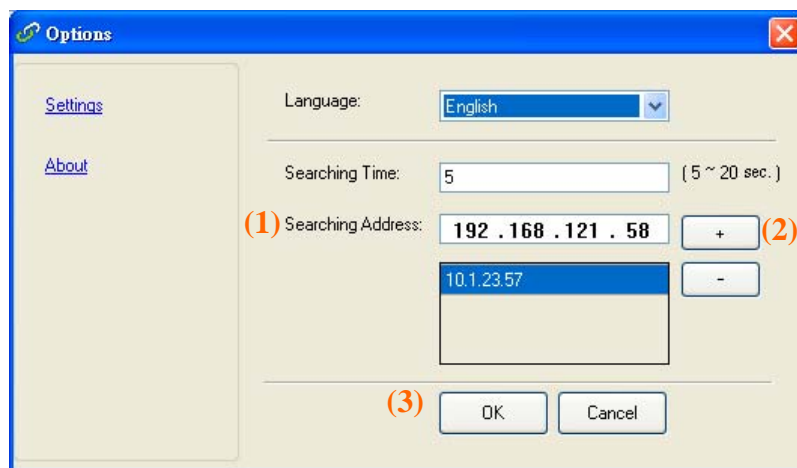 Options
Settings
About
Language: English
Searching Time: 5 ( 5 ~ 20 sec. )
(1) Searching Address: 192 . 168 . 121 . 58 + (2)
10.1.23.57 -
(3) OK Cancel